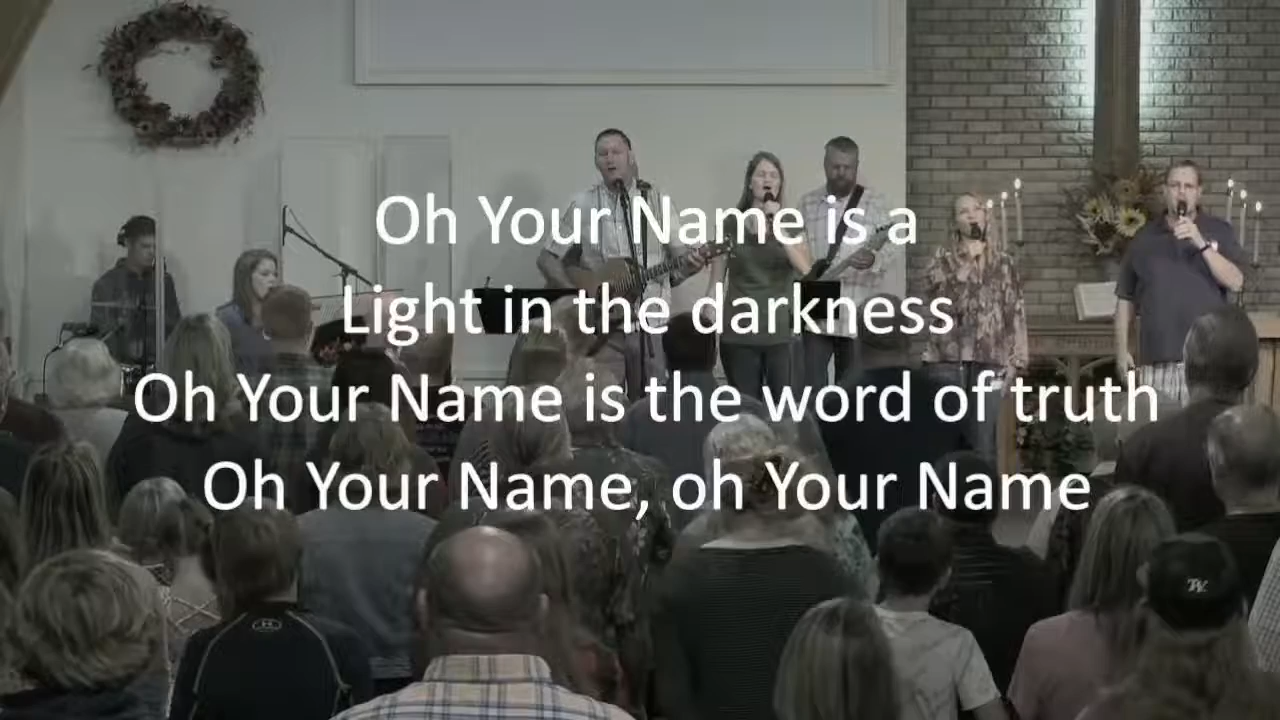 Oh Your Name is a
Light in the darkness
Oh Your Name is the word of truth
Oh Your Name, oh Your Name